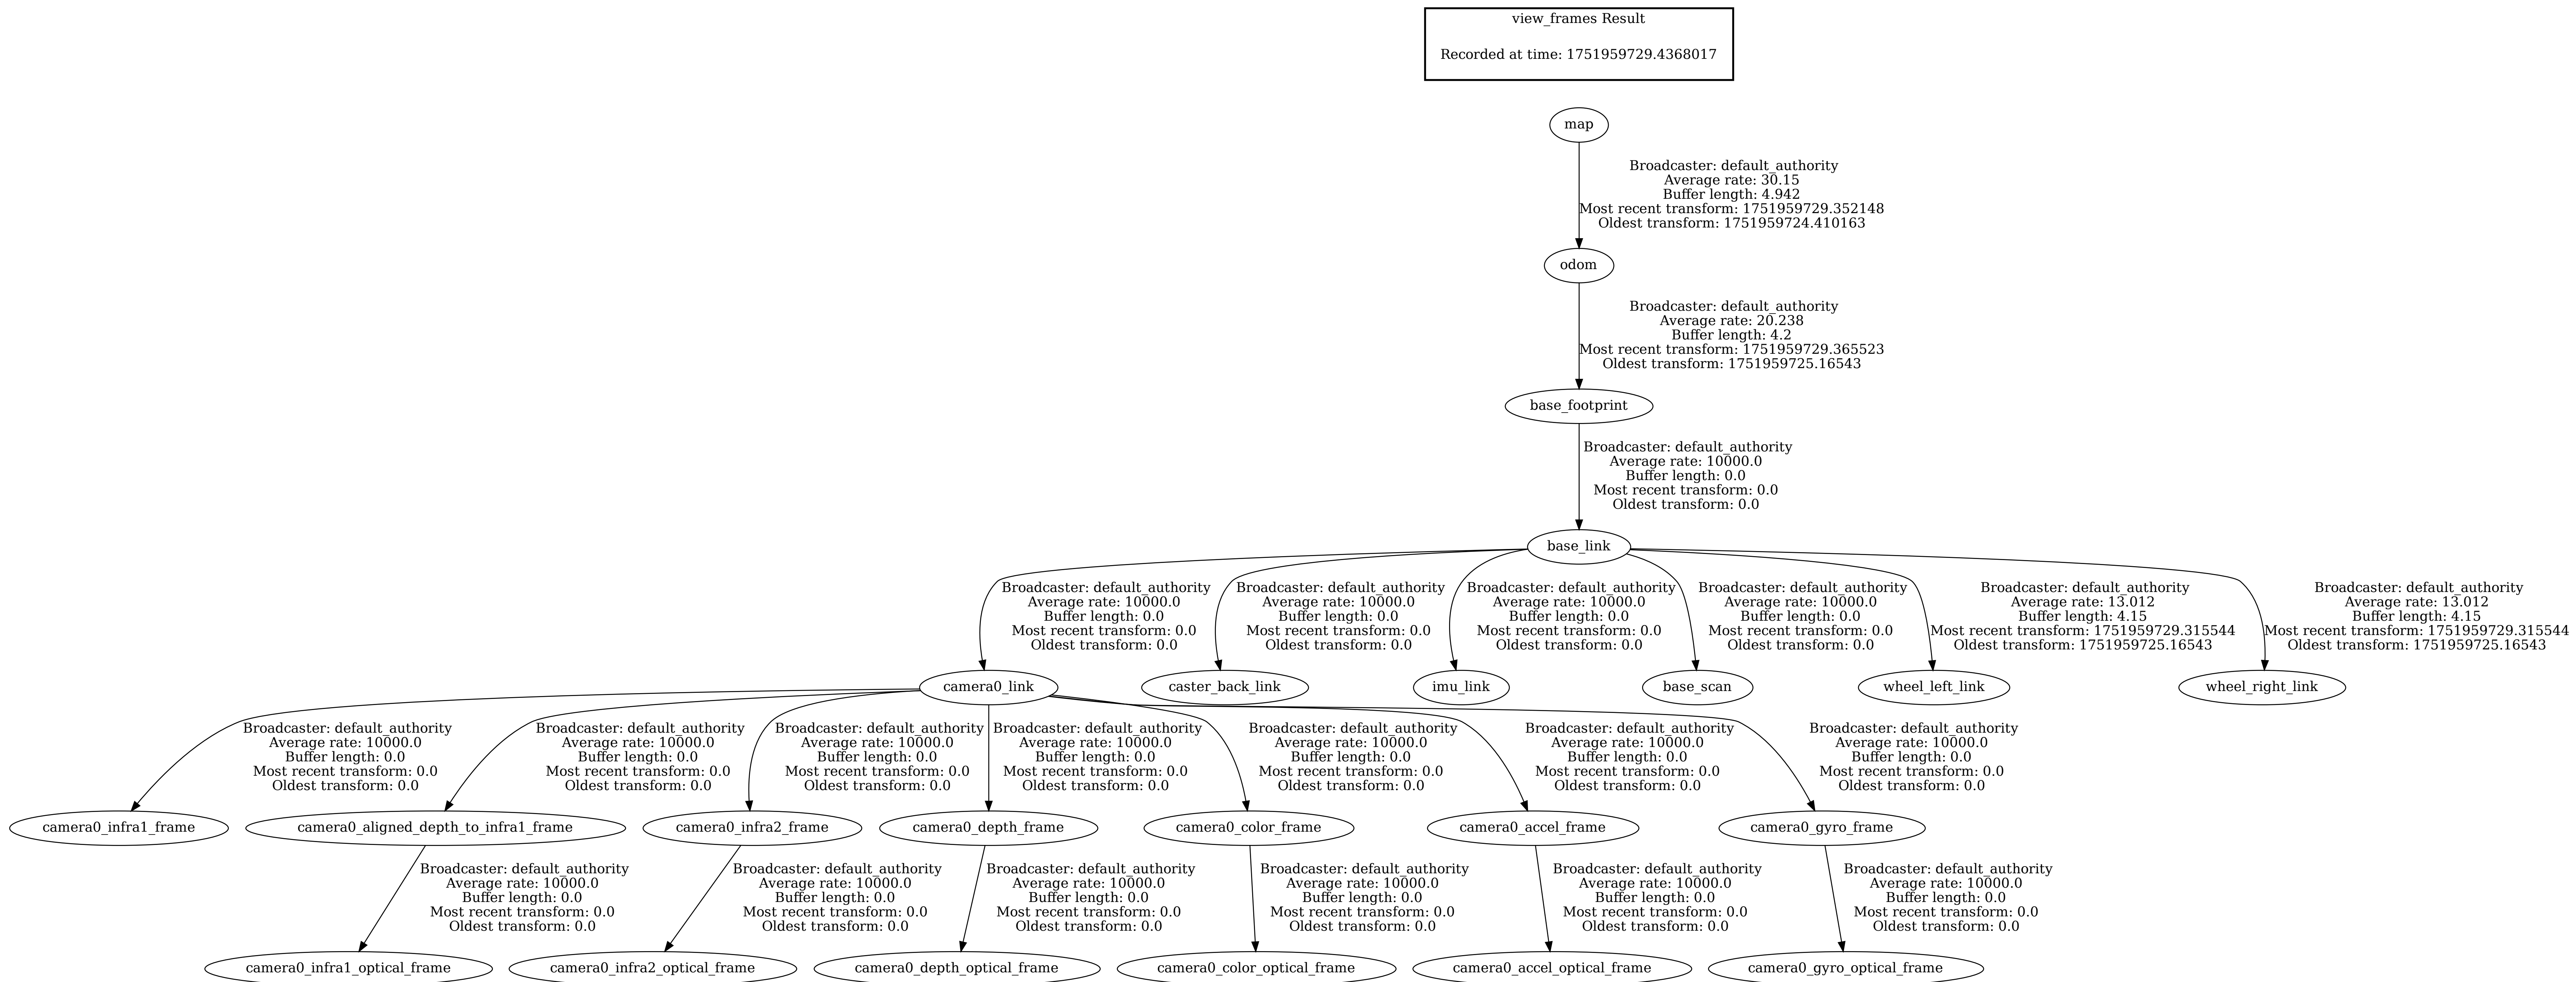 view_frames Result
Recorded at time: 1751959729.4368017
map
Broadcaster: default_authority
Average rate: 30.15
Buffer length: 4.942
Most recent transform: 1751959729.352148
Oldest transform: 1751959724.410163
odom
Broadcaster: default_authority
Average rate: 20.238
Buffer length: 4.2
Most recent transform: 1751959729.365523
Oldest transform: 1751959725.16543
base_footprint
Broadcaster: default_authority
Average rate: 10000.0
Buffer length: 0.0
Most recent transform: 0.0
Oldest transform: 0.0
base_link
Broadcaster: default_authority
Average rate: 10000.0
Buffer length: 0.0
Most recent transform: 0.0
Oldest transform: 0.0
Broadcaster: default_authority
Average rate: 10000.0
Buffer length: 0.0
Most recent transform: 0.0
Oldest transform: 0.0
Broadcaster: default_authority
Average rate: 10000.0
Buffer length: 0.0
Most recent transform: 0.0
Oldest transform: 0.0
Broadcaster: default_authority
Average rate: 10000.0
Buffer length: 0.0
Most recent transform: 0.0
Oldest transform: 0.0
Broadcaster: default_authority
Average rate: 13.012
Buffer length: 4.15
Most recent transform: 1751959729.315544
Oldest transform: 1751959725.16543
Broadcaster: default_authority
Average rate: 13.012
Buffer length: 4.15
Most recent transform: 1751959729.315544
Oldest transform: 1751959725.16543
camera0_link
caster_back_link
imu_link
base_scan
wheel_left_link
wheel_right_link
Broadcaster: default_authority
Average rate: 10000.0
Buffer length: 0.0
Most recent transform: 0.0
Oldest transform: 0.0
Broadcaster: default_authority
Average rate: 10000.0
Buffer length: 0.0
Most recent transform: 0.0
Oldest transform: 0.0
Broadcaster: default_authority
Average rate: 10000.0
Buffer length: 0.0
Most recent transform: 0.0
Oldest transform: 0.0
Broadcaster: default_authority
Average rate: 10000.0
Buffer length: 0.0
Most recent transform: 0.0
Oldest transform: 0.0
Broadcaster: default_authority
Average rate: 10000.0
Buffer length: 0.0
Most recent transform: 0.0
Oldest transform: 0.0
Broadcaster: default_authority
Average rate: 10000.0
Buffer length: 0.0
Most recent transform: 0.0
Oldest transform: 0.0
Broadcaster: default_authority
Average rate: 10000.0
Buffer length: 0.0
Most recent transform: 0.0
Oldest transform: 0.0
camera0_infra1_frame
camera0_aligned_depth_to_infra1_frame
camera0_infra2_frame
camera0_depth_frame
camera0_color_frame
camera0_accel_frame
camera0_gyro_frame
Broadcaster: default_authority
Average rate: 10000.0
Buffer length: 0.0
Most recent transform: 0.0
Oldest transform: 0.0
Broadcaster: default_authority
Average rate: 10000.0
Buffer length: 0.0
Most recent transform: 0.0
Oldest transform: 0.0
Broadcaster: default_authority
Average rate: 10000.0
Buffer length: 0.0
Most recent transform: 0.0
Oldest transform: 0.0
Broadcaster: default_authority
Average rate: 10000.0
Buffer length: 0.0
Most recent transform: 0.0
Oldest transform: 0.0
Broadcaster: default_authority
Average rate: 10000.0
Buffer length: 0.0
Most recent transform: 0.0
Oldest transform: 0.0
Broadcaster: default_authority
Average rate: 10000.0
Buffer length: 0.0
Most recent transform: 0.0
Oldest transform: 0.0
camera0_infra1_optical_frame
camera0_infra2_optical_frame
camera0_depth_optical_frame
camera0_color_optical_frame
camera0_accel_optical_frame
camera0_gyro_optical_frame